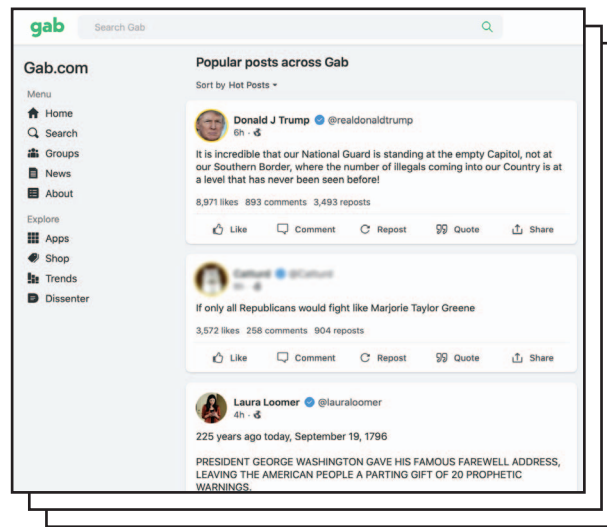 gab
Search Gab
Gab.com
Menu
Home
Search
Groups
News
About
Explore
Apps
Shop
Trends
Dissenter
Popular posts across Gab
Sort by Hot Posts
Donald J Trump @realdonaldtrump
6h ·
It is incredible that our National Guard is standing at the empty Capitol, not at
our Southern Border, where the number of illegals coming into our Country is at
a level that has never been seen before!
8,971 likes 893 comments 3,493 reposts
Like Comment Repost Quote Share
If only all Republicans would fight like Marjorie Taylor Greene
3,572 likes 258 comments 904 reposts
Like Comment Repost Quote Share
Laura Loomer @lauraloomer
4h ·
225 years ago today, September 19, 1796
PRESIDENT GEORGE WASHINGTON GAVE HIS FAMOUS FAREWELL ADDRESS,
LEAVING THE AMERICAN PEOPLE A PARTING GIFT OF 20 PROPHETIC
WARNINGS.